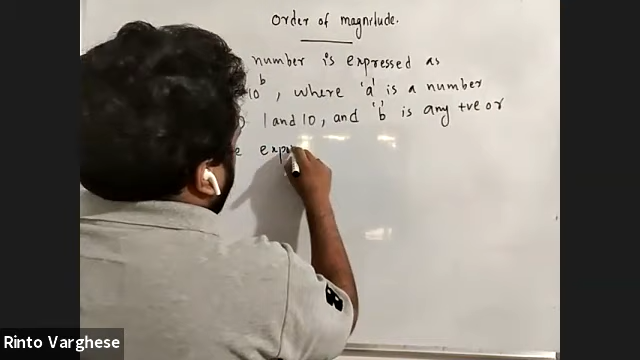 Order of magnitude.
number is expressed as
10^b, where 'a' is a number
1 and 10, and 'b' is any +ve or
Rinto Varghese